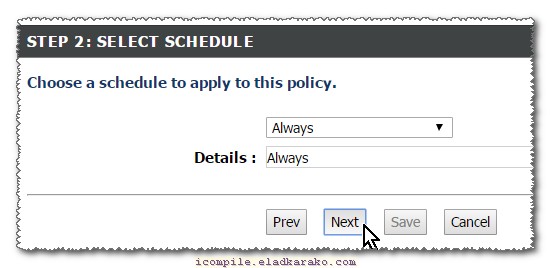 STEP 2: SELECT SCHEDULE
Choose a schedule to apply to this policy.
Always
Details : Always
Prev Next Save Cancel
icompile.eladkarako.com